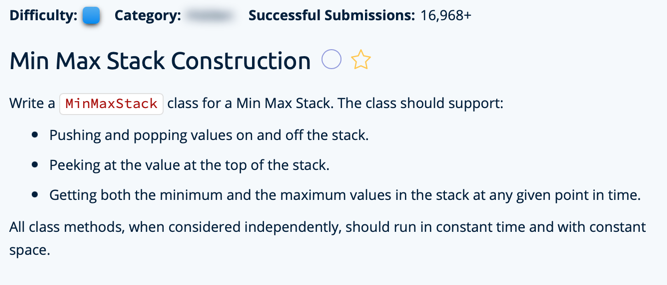 Difficulty: Category: Successful Submissions: 16,968+
Min Max Stack Construction
Write a MinMaxStack class for a Min Max Stack. The class should support:
• Pushing and popping values on and off the stack.
• Peeking at the value at the top of the stack.
• Getting both the minimum and the maximum values in the stack at any given point in time.
All class methods, when considered independently, should run in constant time and with constant
space.